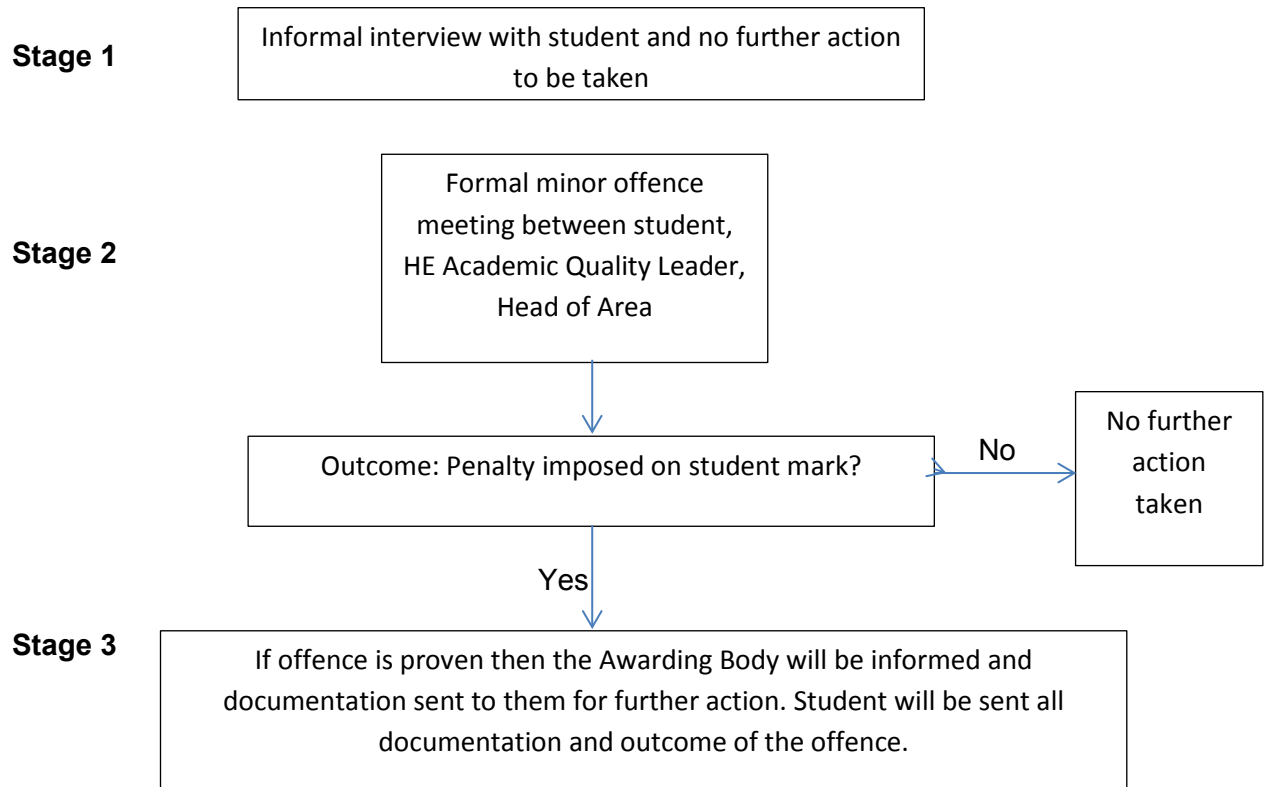 Stage 1
Informal interview with student and no further action
to be taken
Stage 2
Formal minor offence
meeting between student,
HE Academic Quality Leader,
Head of Area
Outcome: Penalty imposed on student mark?
No
No further
action
taken
Yes
Stage 3
If offence is proven then the Awarding Body will be informed and
documentation sent to them for further action. Student will be sent all
documentation and outcome of the offence.